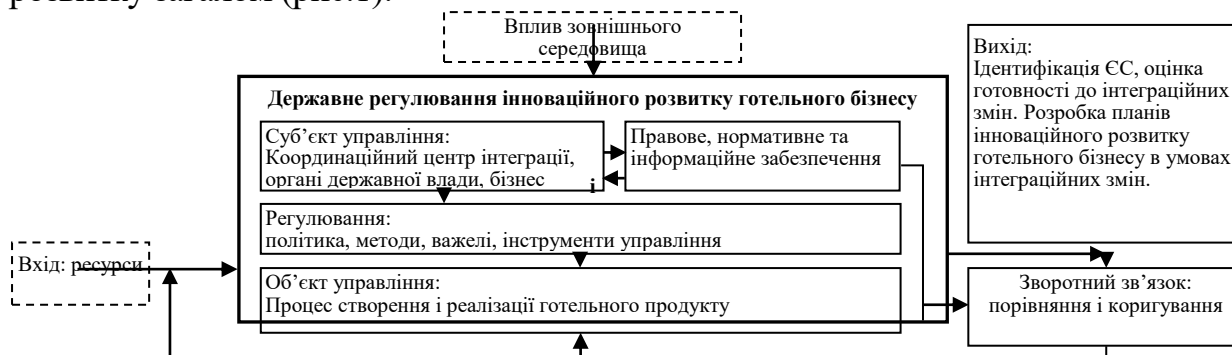 розвитку загалом (рис.1).
Вплив зовнішнього
середовища
Державне регулювання інноваційного розвитку готельного бізнесу
Суб’єкт управління:
Координаційний центр інтеграції,
органі державної влади, бізнес
і
Правове, нормативне та
інформаційне забезпечення
Регулювання:
політика, методи, важелі, інструменти управління
Вхід: ресурси
Об’єкт управління:
Процес створення і реалізації готельного продукту
Вихід:
Ідентифікація ЄС, оцінка
готовності до інтеграційних
змін. Розробка планів
інноваційного розвитку
готельного бізнесу в умовах
інтеграційних змін.
Зворотний зв’язок:
порівняння і коригування